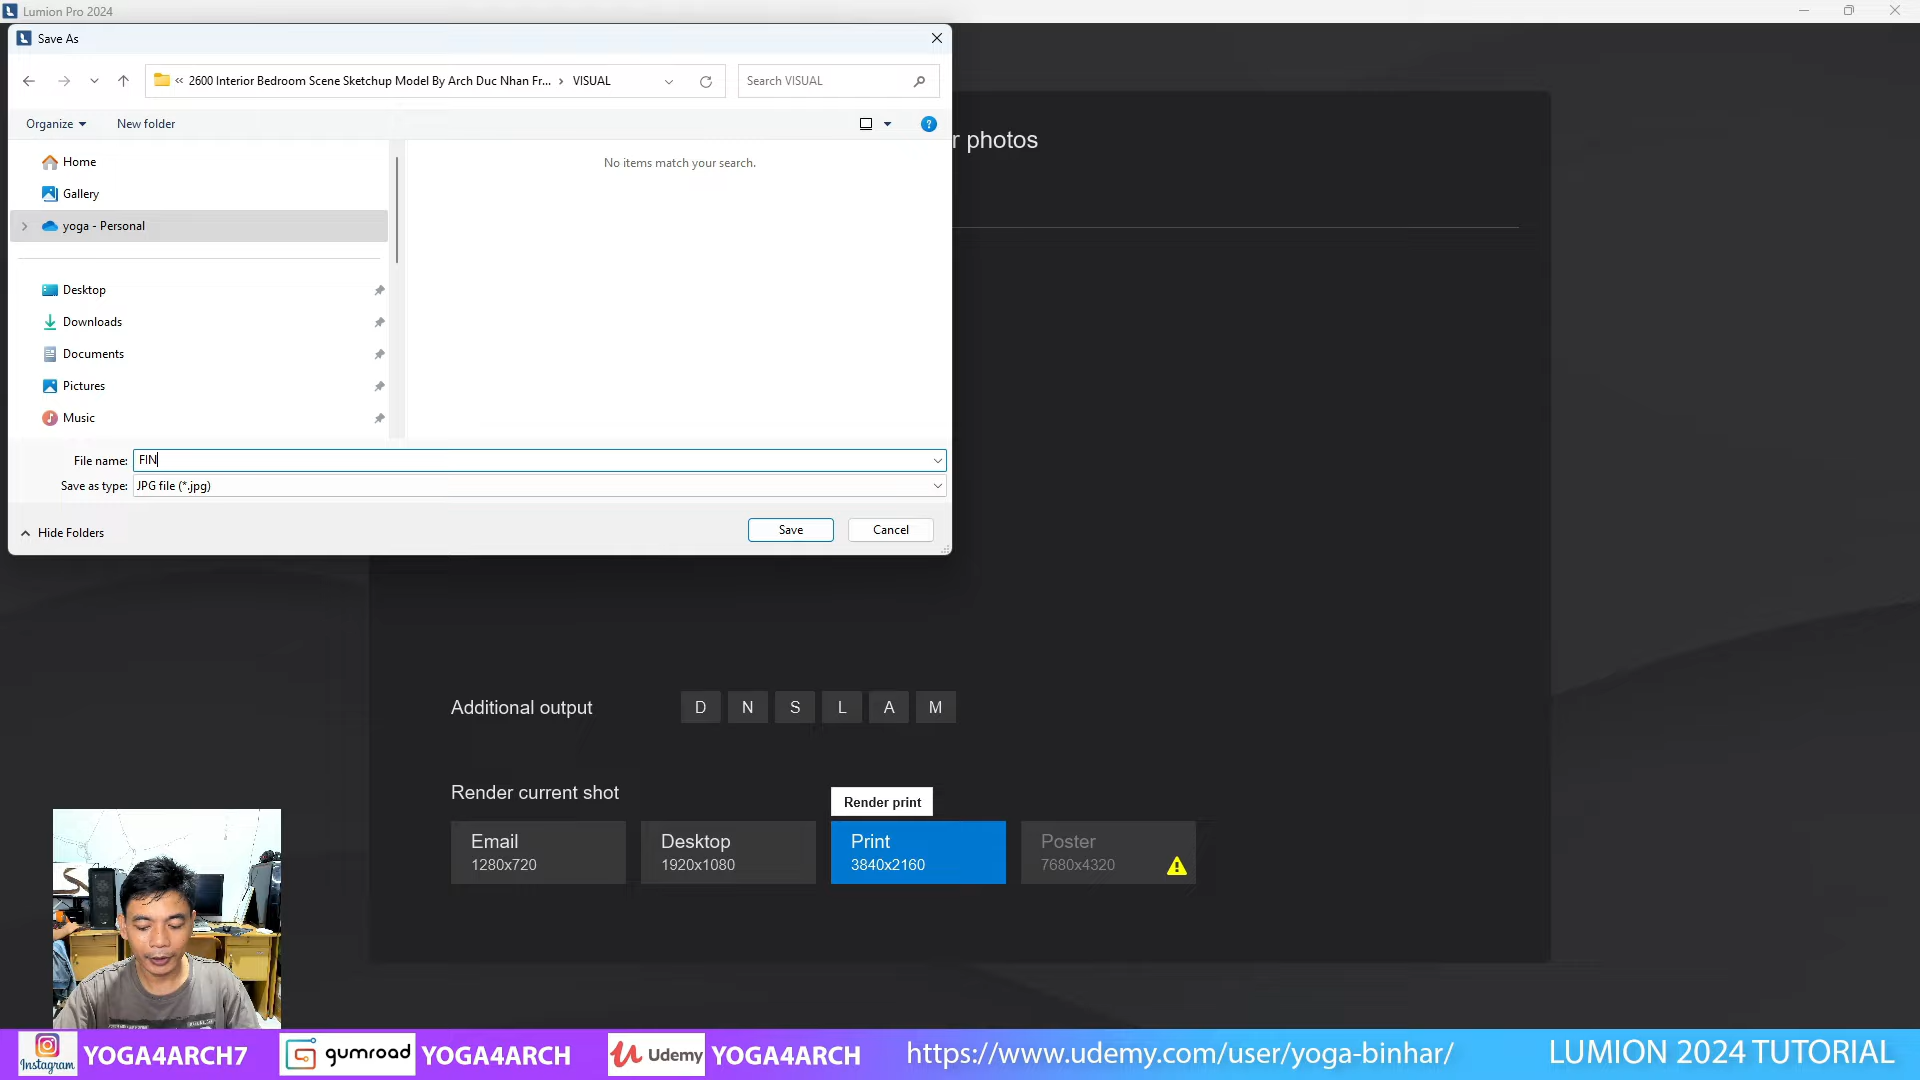 Lumion Pro 2024
Save As
« 2600 Interior Bedroom Scene Sketchup Model By Arch Duc Nhan Fr... › VISUAL
Search VISUAL
Organize
New folder
?
Home
Gallery
yoga - Personal
Desktop
Downloads
Documents
Pictures
Music
No items match your search.
File name: FIN
Save as type: JPG file (*.jpg)
Hide Folders
Save
Cancel
r photos
Additional output
D N S L A M
Render current shot
Render print
Email
1280x720
Desktop
1920x1080
Print
3840x2160
Poster
7680x4320
Instagram
YOGA4ARCH7
gumroad
YOGA4ARCH
Udemy
YOGA4ARCH
https://www.udemy.com/user/yoga-binhar/
LUMION 2024 TUTORIAL